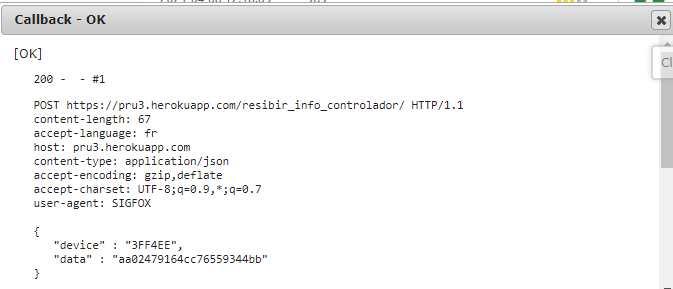 Callback - OK
[OK]
200 -  - #1
POST https://pru3.herokuapp.com/resibir_info_controlador/ HTTP/1.1
content-length: 67
accept-language: fr
host: pru3.herokuapp.com
content-type: application/json
accept-encoding: gzip,deflate
accept-charset: UTF-8;q=0.9,*;q=0.7
user-agent: SIGFOX
{
"device" : "3FF4EE",
"data" : "aa02479164cc76559344bb"
}